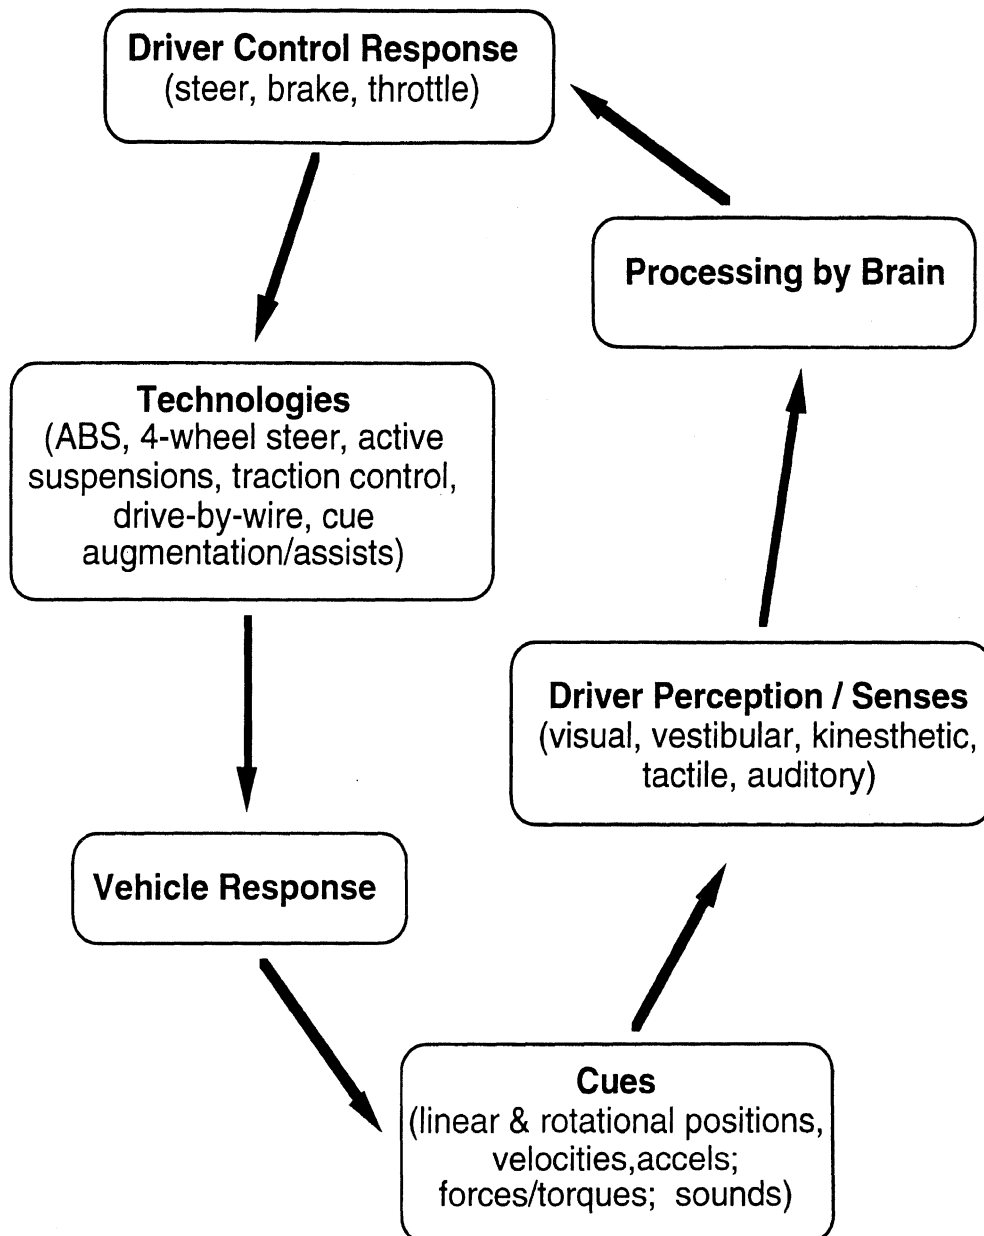 Driver Control Response
(steer, brake, throttle)
Processing by Brain
Technologies
(ABS, 4-wheel steer, active
suspensions, traction control,
drive-by-wire, cue
augmentation/assists)
Driver Perception / Senses
(visual, vestibular, kinesthetic,
tactile, auditory)
Vehicle Response
Cues
(linear & rotational positions,
velocities,accels;
forces/torques; sounds)